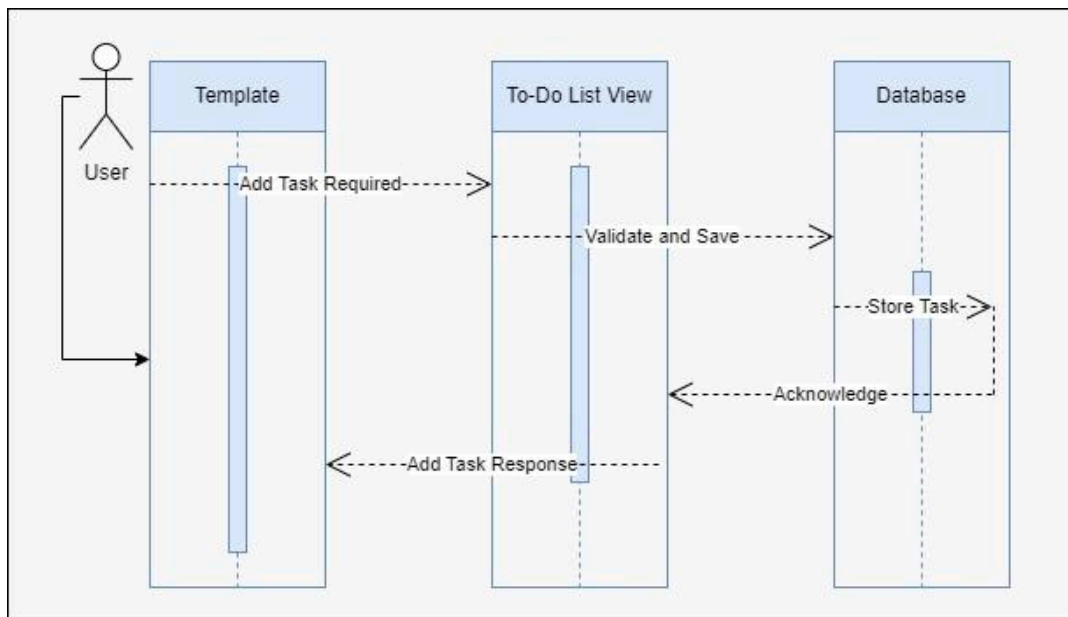 Template
To-Do List View
Database
User
Add Task Required
Validate and Save
Store Task
Acknowledge
Add Task Response